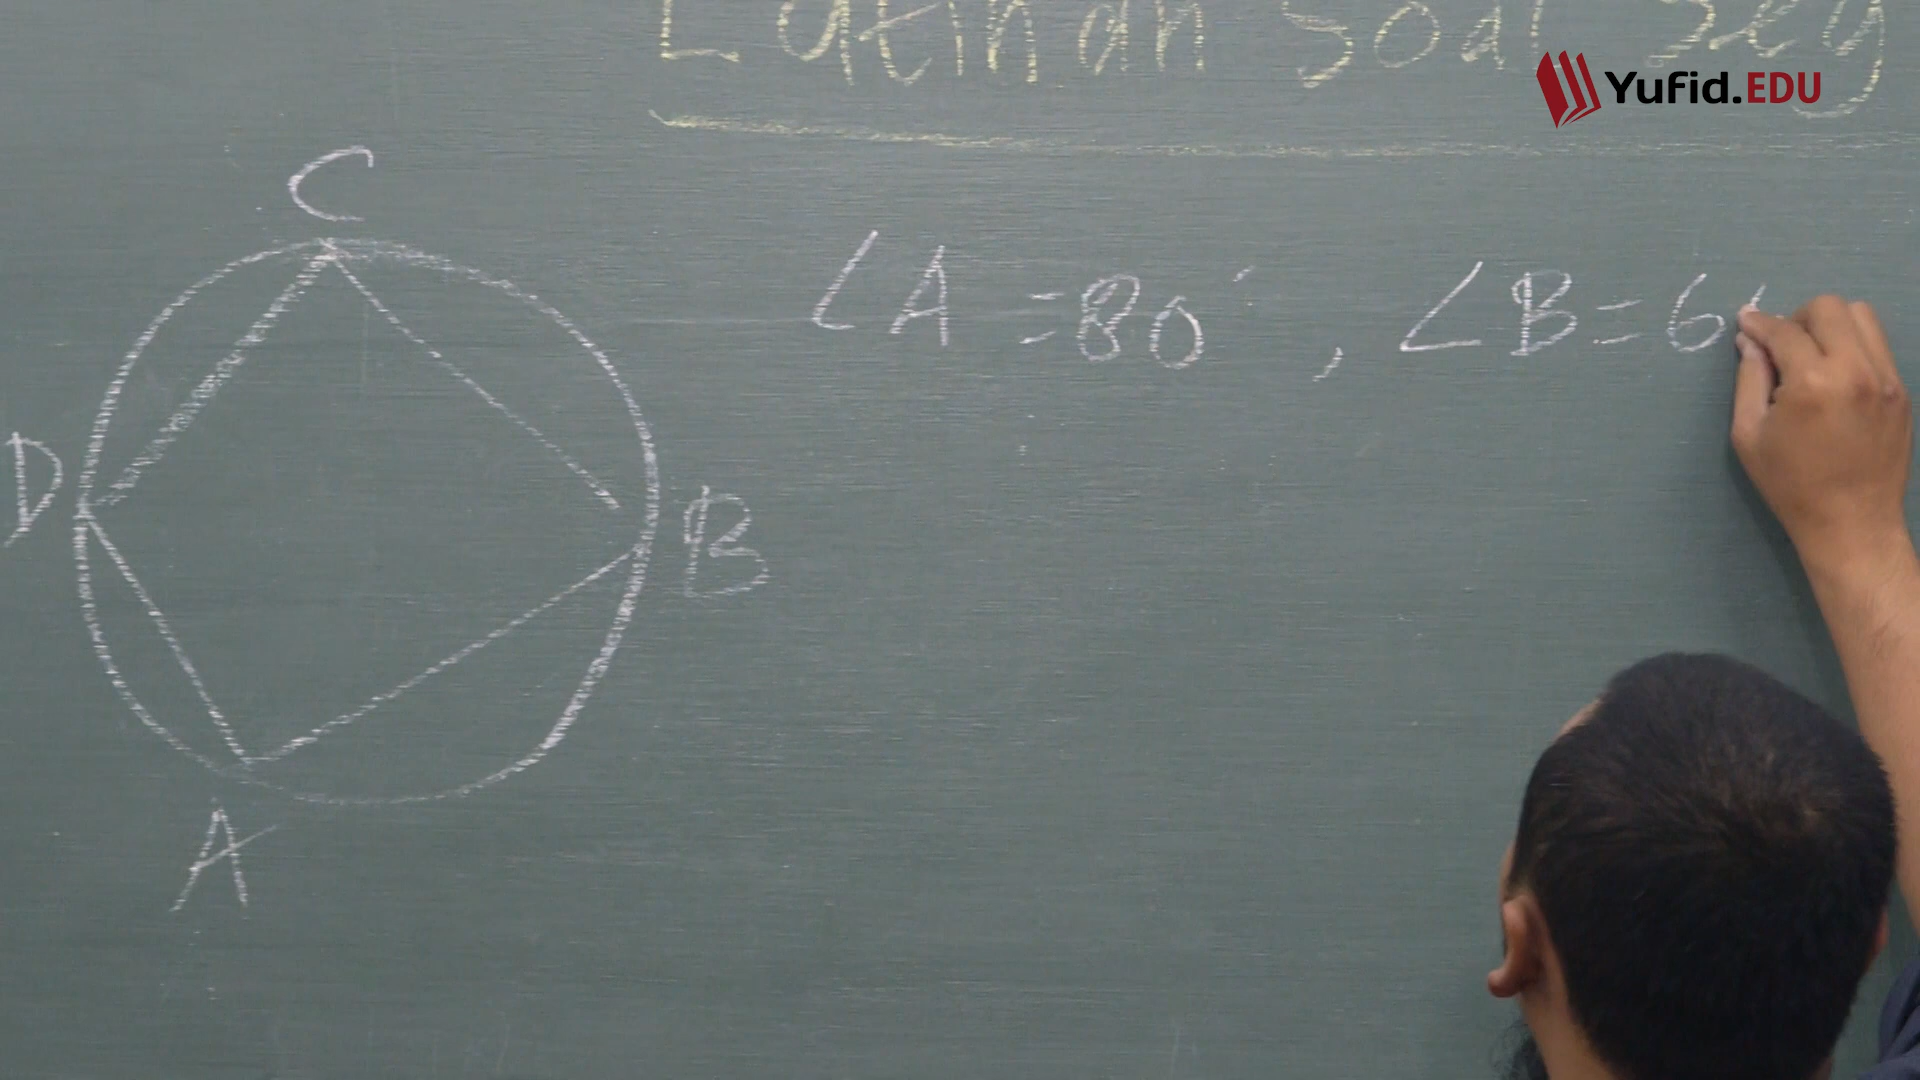 Latihan Soal Seg
Yufid.EDU
C
∠A = 80°, ∠B = 6
D
B
A